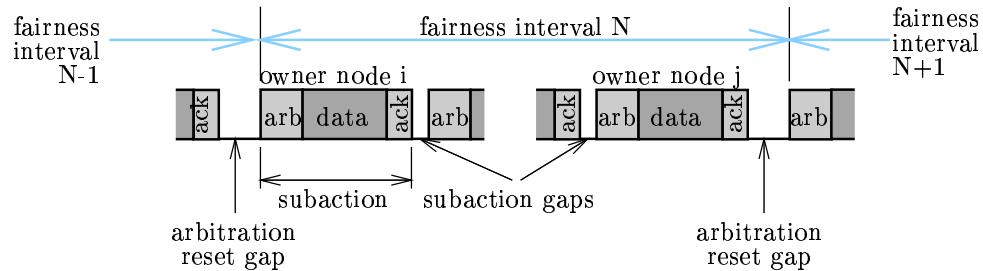 fairness
interval
N-1
fairness interval N
fairness
interval
N+1
owner node i
owner node j
ack
arb
data
ack
arb
ack
arb
data
ack
arb
subaction
subaction gaps
arbitration
reset gap
arbitration
reset gap